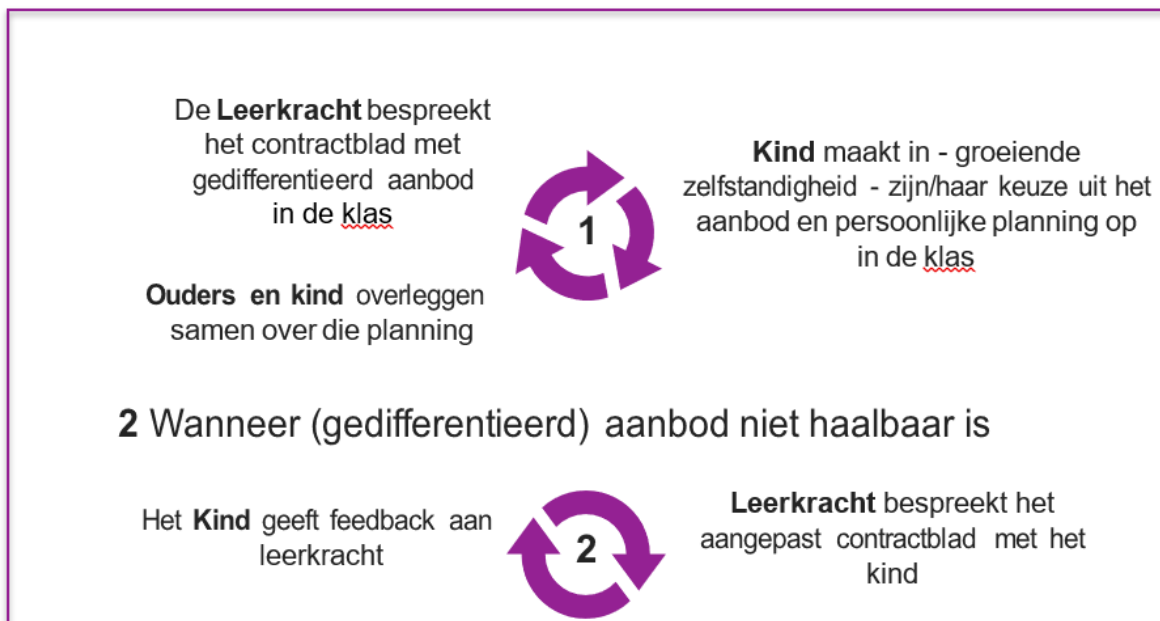 De Leerkracht bespreekt
het contractblad met
gedifferentieerd aanbod
in de klas
1
Kind maakt in - groeiende
zelfstandigheid - zijn/haar keuze uit het
aanbod en persoonlijke planning op
in de klas
Ouders en kind overleggen
samen over die planning
2 Wanneer (gedifferentieerd) aanbod niet haalbaar is
Het Kind geeft feedback aan
leerkracht
2
Leerkracht bespreekt het
aangepast contractblad met het
kind